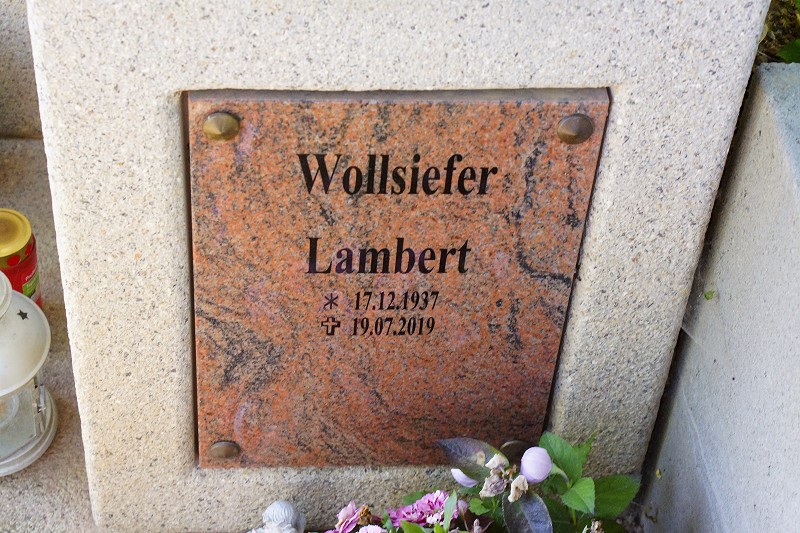 Wollsiefer
Lambert
* 17.12.1937
✝ 19.07.2019